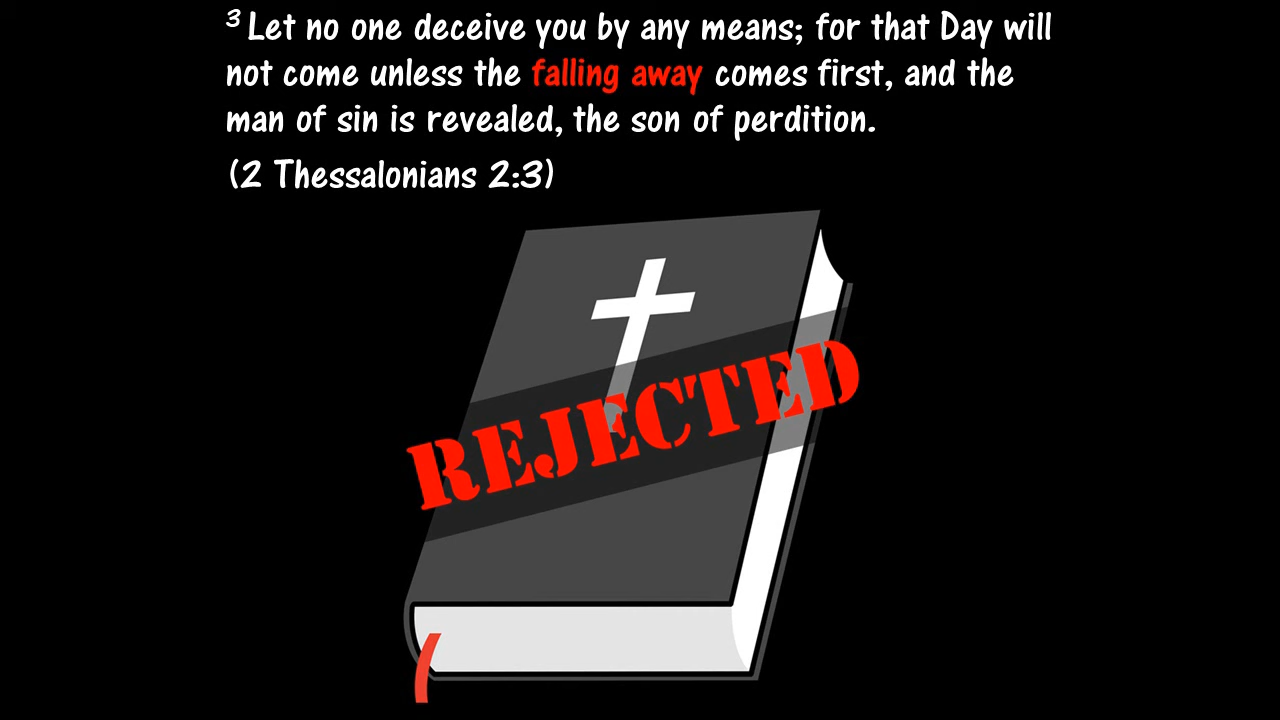 ³ Let no one deceive you by any means; for that Day will
not come unless the falling away comes first, and the
man of sin is revealed, the son of perdition.
(2 Thessalonians 2:3)
REJECTED